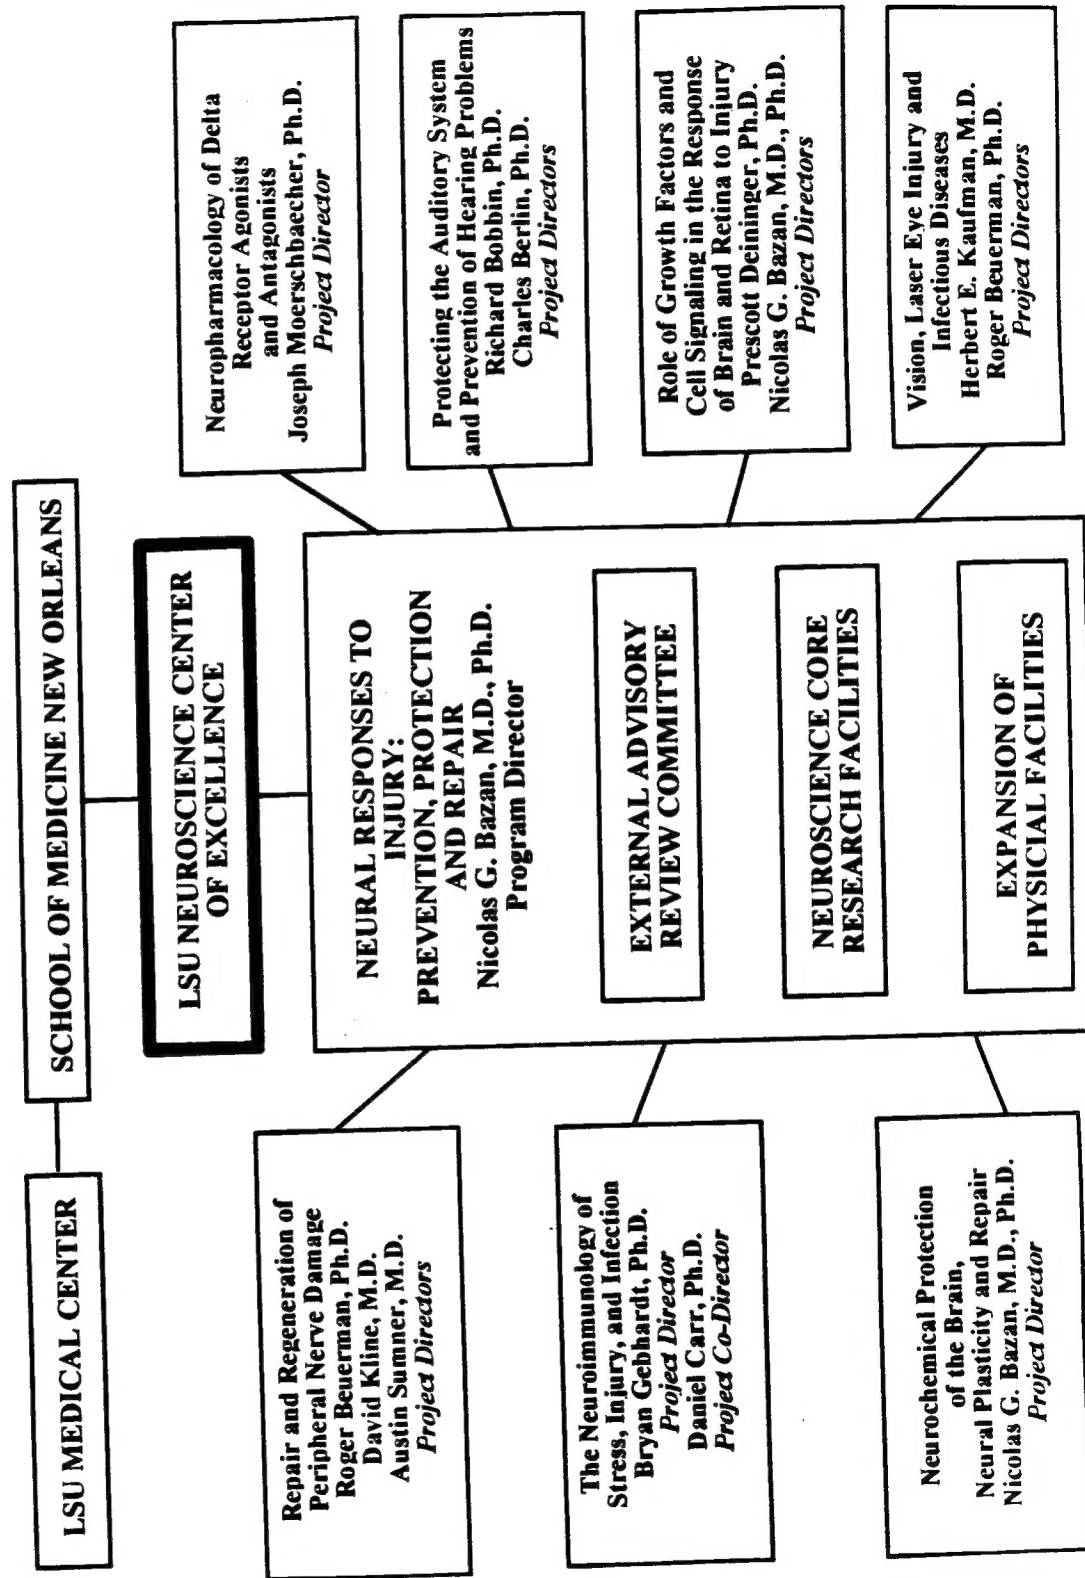 LSU MEDICAL CENTER
SCHOOL OF MEDICINE NEW ORLEANS
LSU NEUROSCIENCE CENTER
OF EXCELLENCE
NEURAL RESPONSES TO
INJURY:
PREVENTION, PROTECTION
AND REPAIR
Nicolas G. Bazan, M.D., Ph.D.
Program Director
EXTERNAL ADVISORY
REVIEW COMMITTEE
NEUROSCIENCE CORE
RESEARCH FACILITIES
EXPANSION OF
PHYSICIAL FACILITIES
Repair and Regeneration of
Peripheral Nerve Damage
Roger Beuerman, Ph.D.
David Kline, M.D.
Austin Sumner, M.D.
Project Directors
The Neuroimmunology of
Stress, Injury, and Infection
Bryan Gebhardt, Ph.D.
Project Director
Daniel Carr, Ph.D.
Project Co-Director
Neurochemical Protection
of the Brain,
Neural Plasticity and Repair
Nicolas G. Bazan, M.D., Ph.D.
Project Director
Neuropharmacology of Delta
Receptor Agonists
and Antagonists
Joseph Moerschbaecher, Ph.D.
Project Director
Protecting the Auditory System
and Prevention of Hearing Problems
Richard Bobbin, Ph.D.
Charles Berlin, Ph.D.
Project Directors
Role of Growth Factors and
Cell Signaling in the Response
of Brain and Retina to Injury
Prescott Deininger, Ph.D.
Nicolas G. Bazan, M.D., Ph.D.
Project Directors
Vision, Laser Eye Injury and
Infectious Diseases
Herbert E. Kaufman, M.D.
Roger Beuerman, Ph.D.
Project Directors